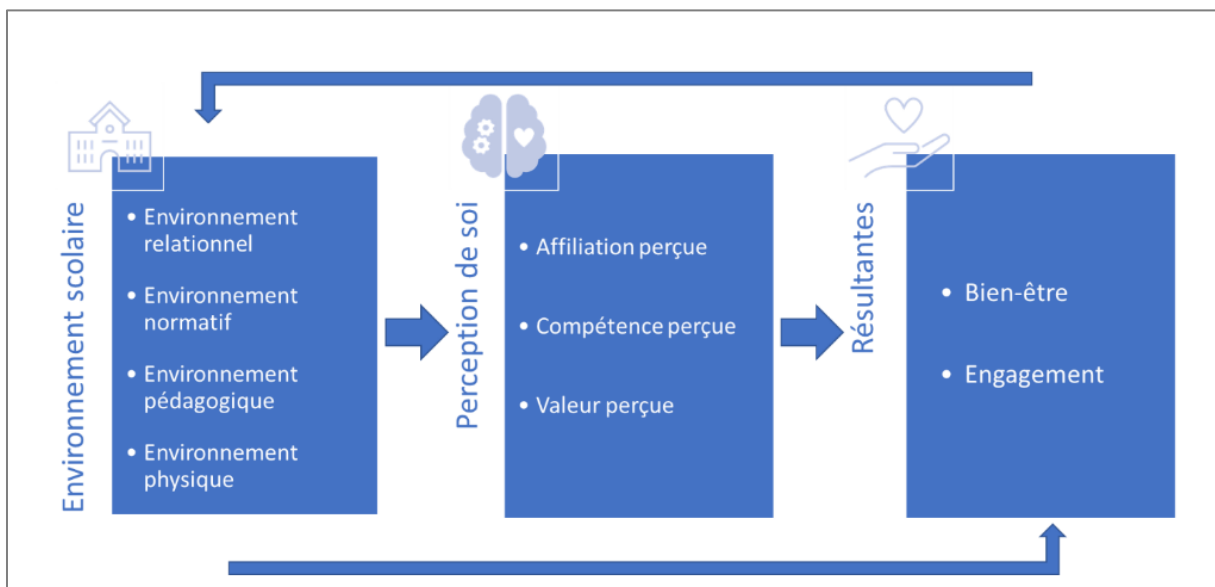 Environnement scolaire
• Environnement
relationnel
• Environnement
normatif
• Environnement
pédagogique
• Environnement
physique
Perception de soi
• Affiliation perçue
• Compétence perçue
• Valeur perçue
Résultantes
• Bien-être
• Engagement